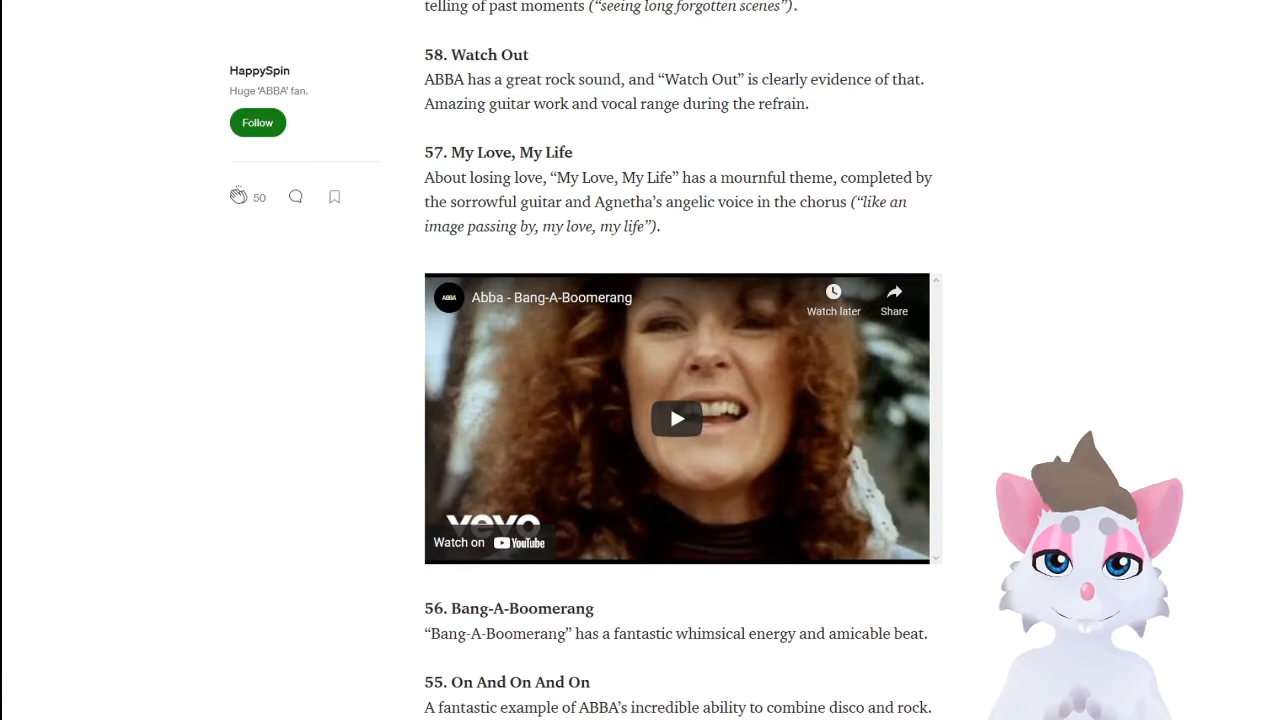 telling of past moments (“seeing long forgotten scenes”).
58. Watch Out
ABBA has a great rock sound, and “Watch Out” is clearly evidence of that.
Amazing guitar work and vocal range during the refrain.
HappySpin
Huge ‘ABBA’ fan.
Follow
50
57. My Love, My Life
About losing love, “My Love, My Life” has a mournful theme, completed by
the sorrowful guitar and Agnetha’s angelic voice in the chorus (“like an
image passing by, my love, my life”).
ABBA
Abba - Bang-A-Boomerang
Watch later
Share
vevo
Watch on YouTube
56. Bang-A-Boomerang
“Bang-A-Boomerang” has a fantastic whimsical energy and amicable beat.
55. On And On And On
A fantastic example of ABBA’s incredible ability to combine disco and rock.